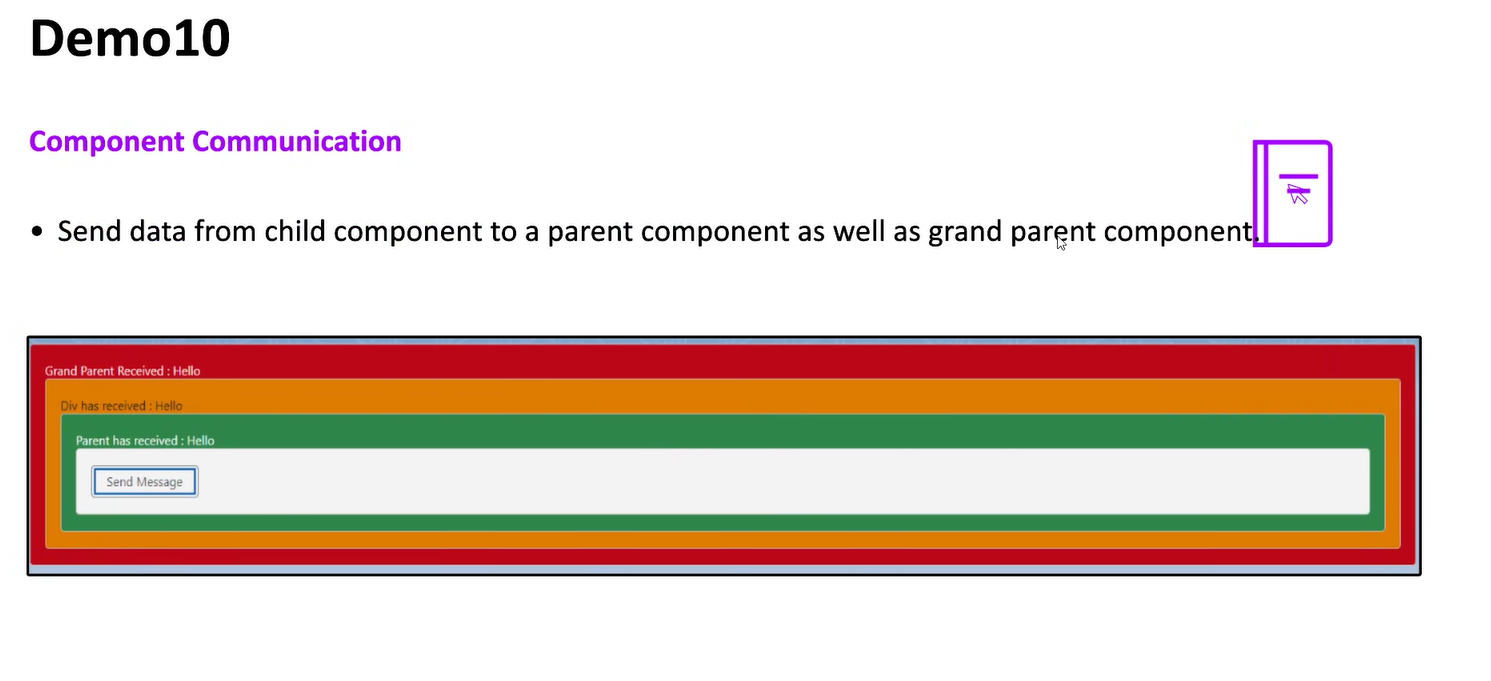 Demo10
Component Communication
• Send data from child component to a parent component as well as grand parent component.
Grand Parent Received : Hello
Div has received : Hello
Parent has received : Hello
Send Message